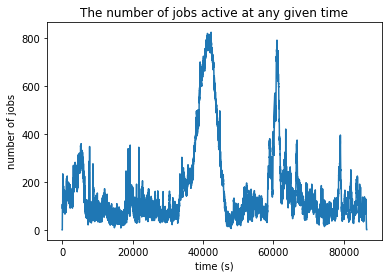 The number of jobs active at any given time
number of jobs
800
600
400
200
0
0 20000 40000 60000 80000
time (s)